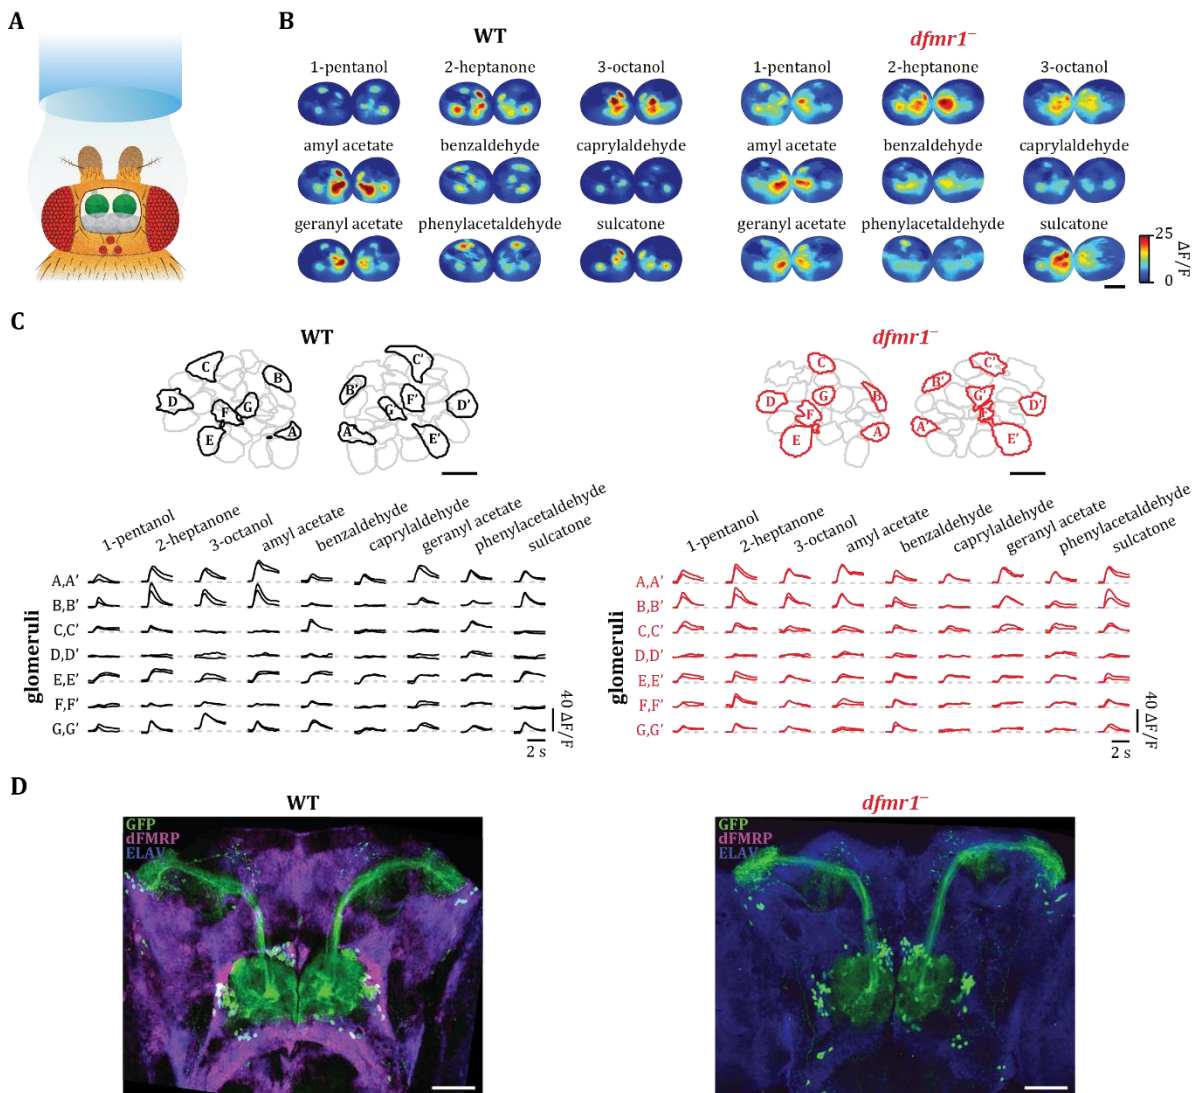 A
B
WT
dfmr1−
1-pentanol 2-heptanone 3-octanol
1-pentanol 2-heptanone 3-octanol
amyl acetate benzaldehyde caprylaldehyde
amyl acetate benzaldehyde caprylaldehyde
geranyl acetate phenylacetaldehyde sulcatone
geranyl acetate phenylacetaldehyde sulcatone
25
0
ΔF/F
C
WT
dfmr1−
C B D F G E A
C' B' G F' D' A E'
C B D G F E A
C' B' G' D' A' F E'
1-pentanol 2-heptanone 3-octanol amyl acetate benzaldehyde caprylaldehyde geranyl acetate phenylacetaldehyde sulcatone
1-pentanol 2-heptanone 3-octanol amyl acetate benzaldehyde caprylaldehyde geranyl acetate phenylacetaldehyde sulcatone
glomeruli
A,A'
B,B'
C,C'
D,D'
E,E'
F,F'
G,G'
40 ΔF/F
2 s
glomeruli
A,A'
B,B'
C,C'
D,D'
E,E'
F,F'
G,G'
40 ΔF/F
2 s
D
WT
dfmr1−
GFP
dFMRP
ELAV
GFP
dFMRP
ELAV